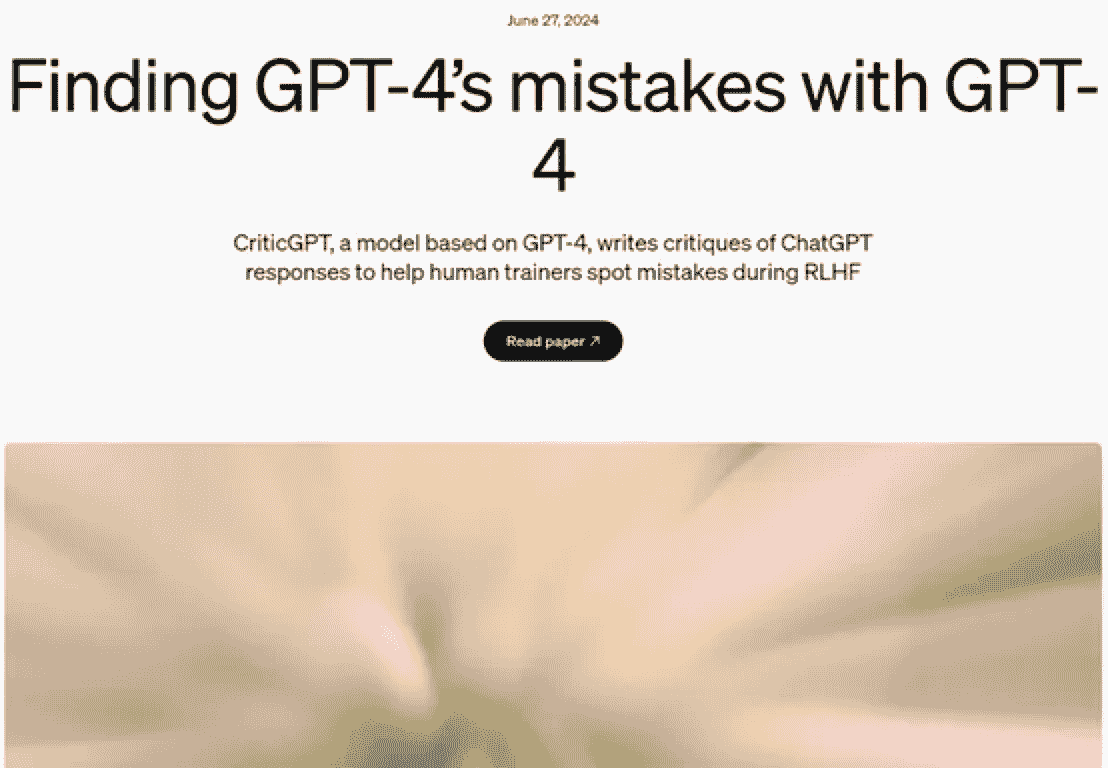 June 27, 2024
Finding GPT-4’s mistakes with GPT-
4
CriticGPT, a model based on GPT-4, writes critiques of ChatGPT
responses to help human trainers spot mistakes during RLHF
Read paper ↗